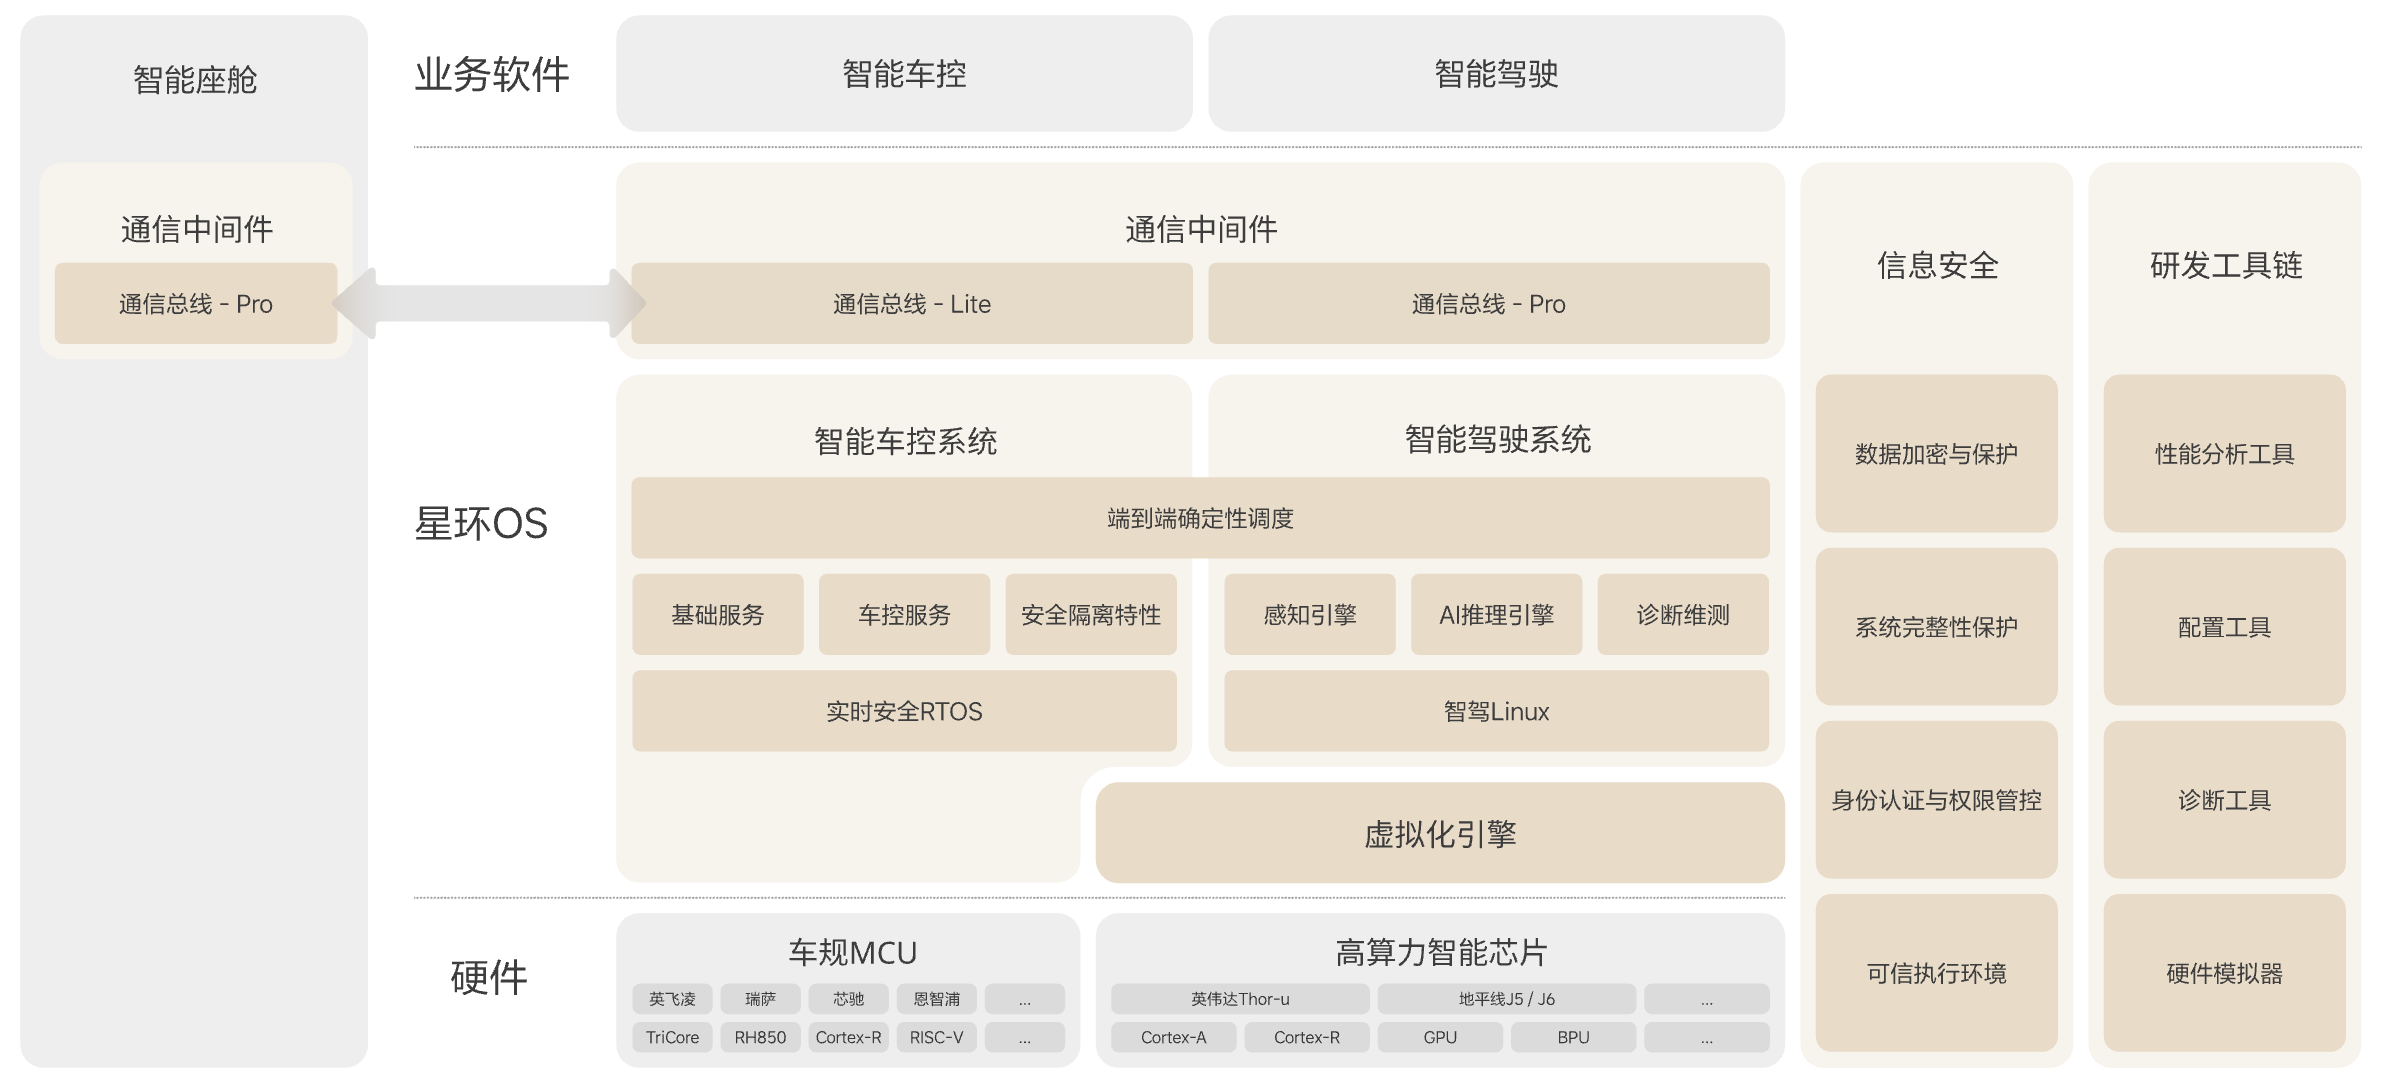 智能座舱
通信中间件
通信总线 - Pro
业务软件
智能车控
智能驾驶
星环OS
通信中间件
通信总线 - Lite
通信总线 - Pro
智能车控系统
智能驾驶系统
端到端确定性调度
基础服务
车控服务
安全隔离特性
感知引擎
AI推理引擎
诊断维测
实时安全RTOS
智驾Linux
虚拟化引擎
硬件
车规MCU
英飞凌
瑞萨
芯驰
恩智浦
...
TriCore
RH850
Cortex-R
RISC-V
...
高算力智能芯片
英伟达Thor-u
地平线J5 / J6
...
Cortex-A
Cortex-R
GPU
BPU
...
信息安全
数据加密与保护
系统完整性保护
身份认证与权限管控
可信执行环境
研发工具链
性能分析工具
配置工具
诊断工具
硬件模拟器